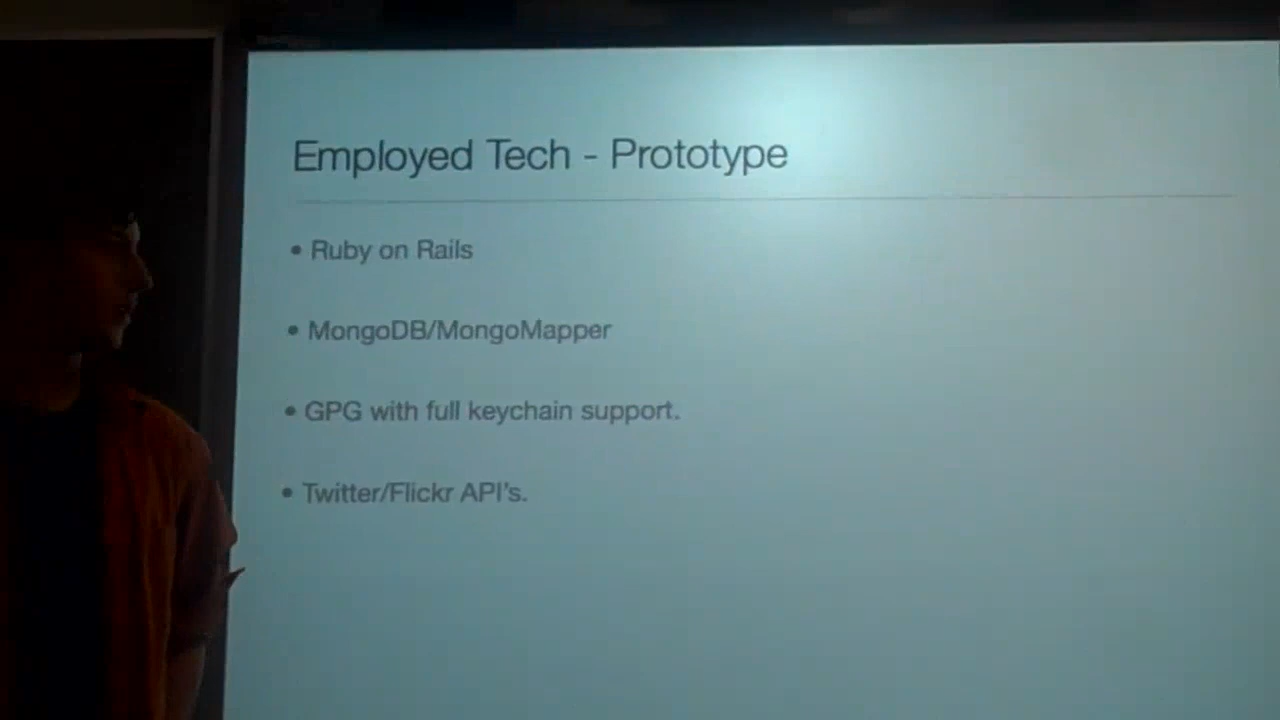 Employed Tech - Prototype
• Ruby on Rails
• MongoDB/MongoMapper
• GPG with full keychain support.
• Twitter/Flickr API's.